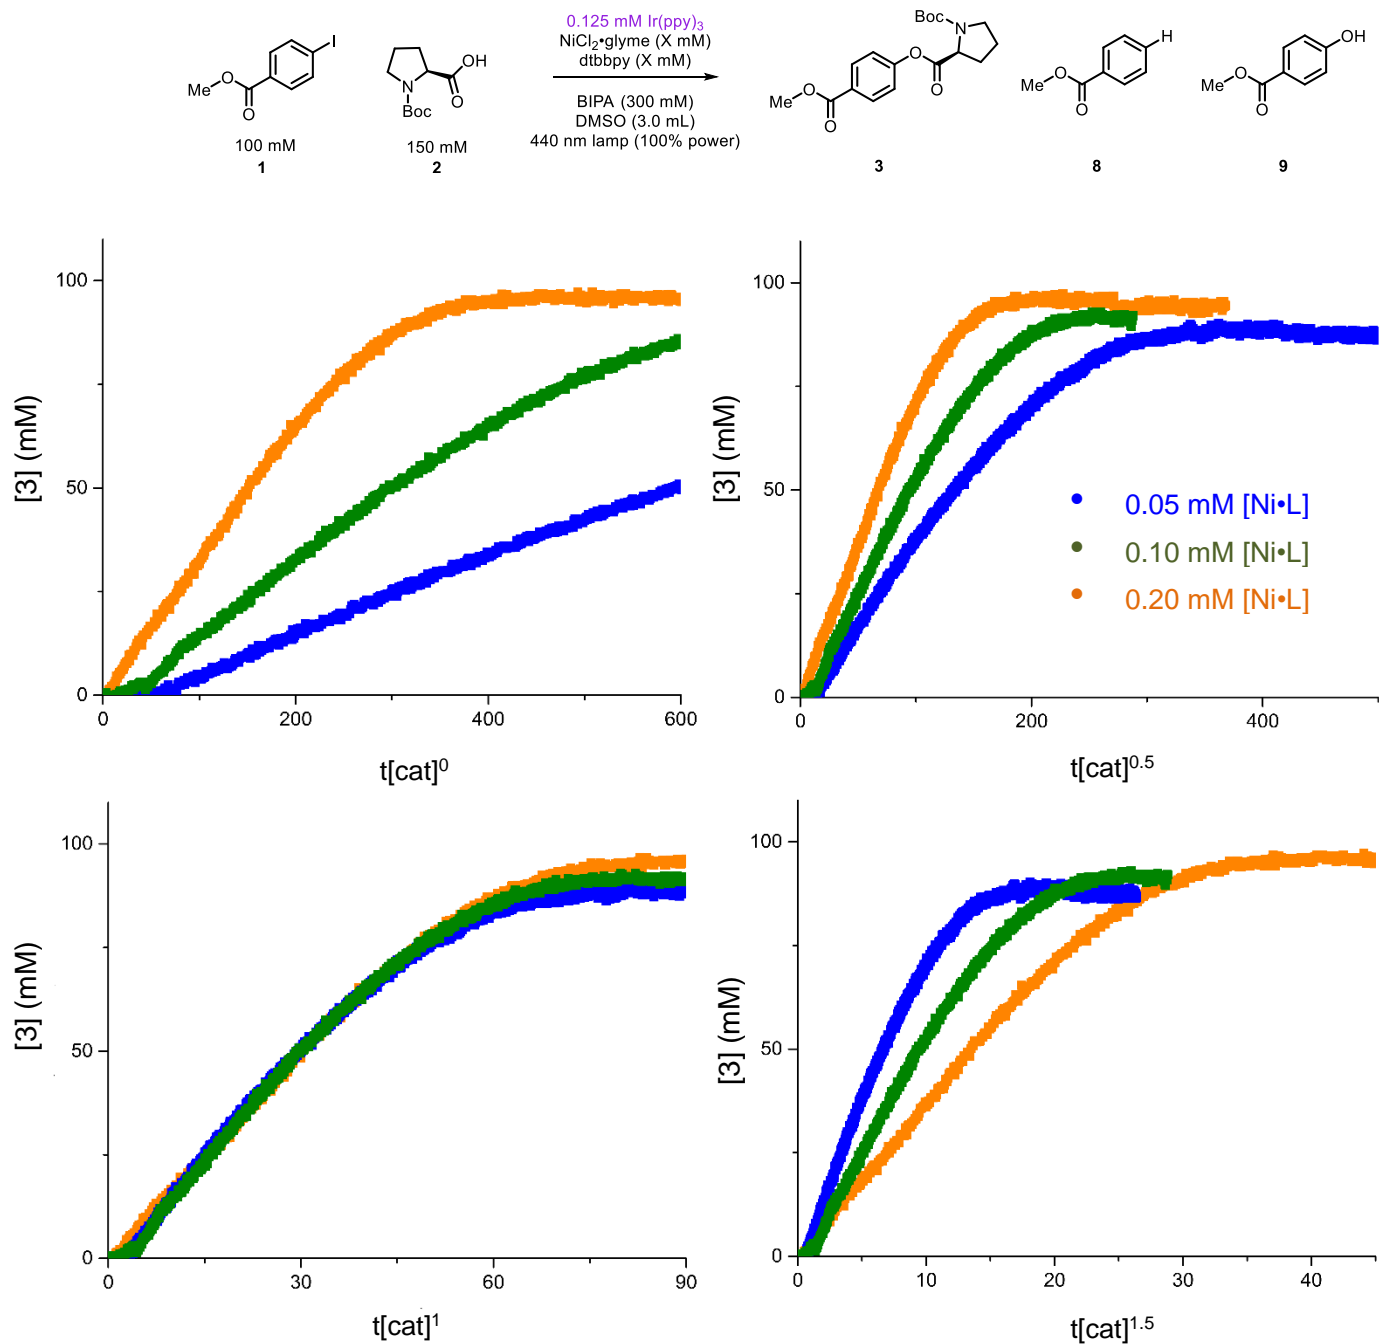 0.125 mM Ir(ppy)3
NiCl2•glyme (X mM)
dtbbpy (X mM)
BIPA (300 mM)
DMSO (3.0 mL)
440 nm lamp (100% power)
I
MeO
O
100 mM
1
OH
O
N
Boc
150 mM
2
Boc
N
O
O
MeO
O
3
H
MeO
O
8
OH
MeO
O
9
[3] (mM)
100
50
0
0 200 400 600
t[cat]0
[3] (mM)
100
50
0
0 200 400
t[cat]0.5
0.05 mM [Ni•L]
0.10 mM [Ni•L]
0.20 mM [Ni•L]
[3] (mM)
100
50
0
0 30 60 90
t[cat]1
[3] (mM)
100
50
0
0 10 20 30 40
t[cat]1.5